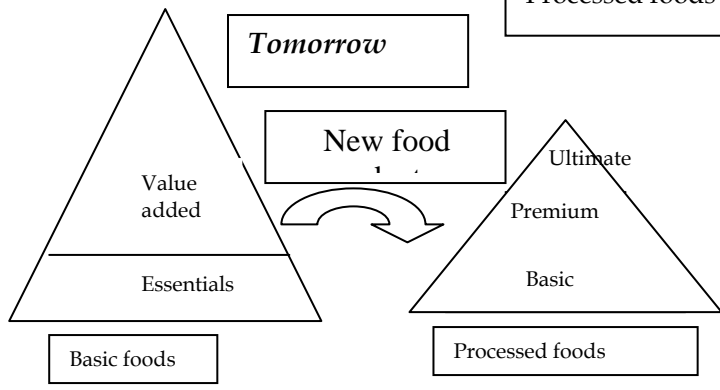 Processed foods
Tomorrow
New food
Ultimate
Value
added
Premium
Essentials
Basic
Basic foods
Processed foods